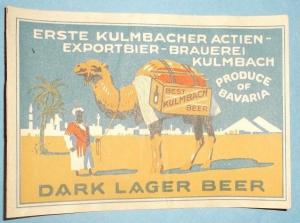 ERSTE KULMBACHER ACTIEN-
EXPORTBIER-BRAUEREI
KULMBACH
PRODUCE
OF
BAVARIA
BEST
KULMBACH
BEER
DARK LAGER BEER